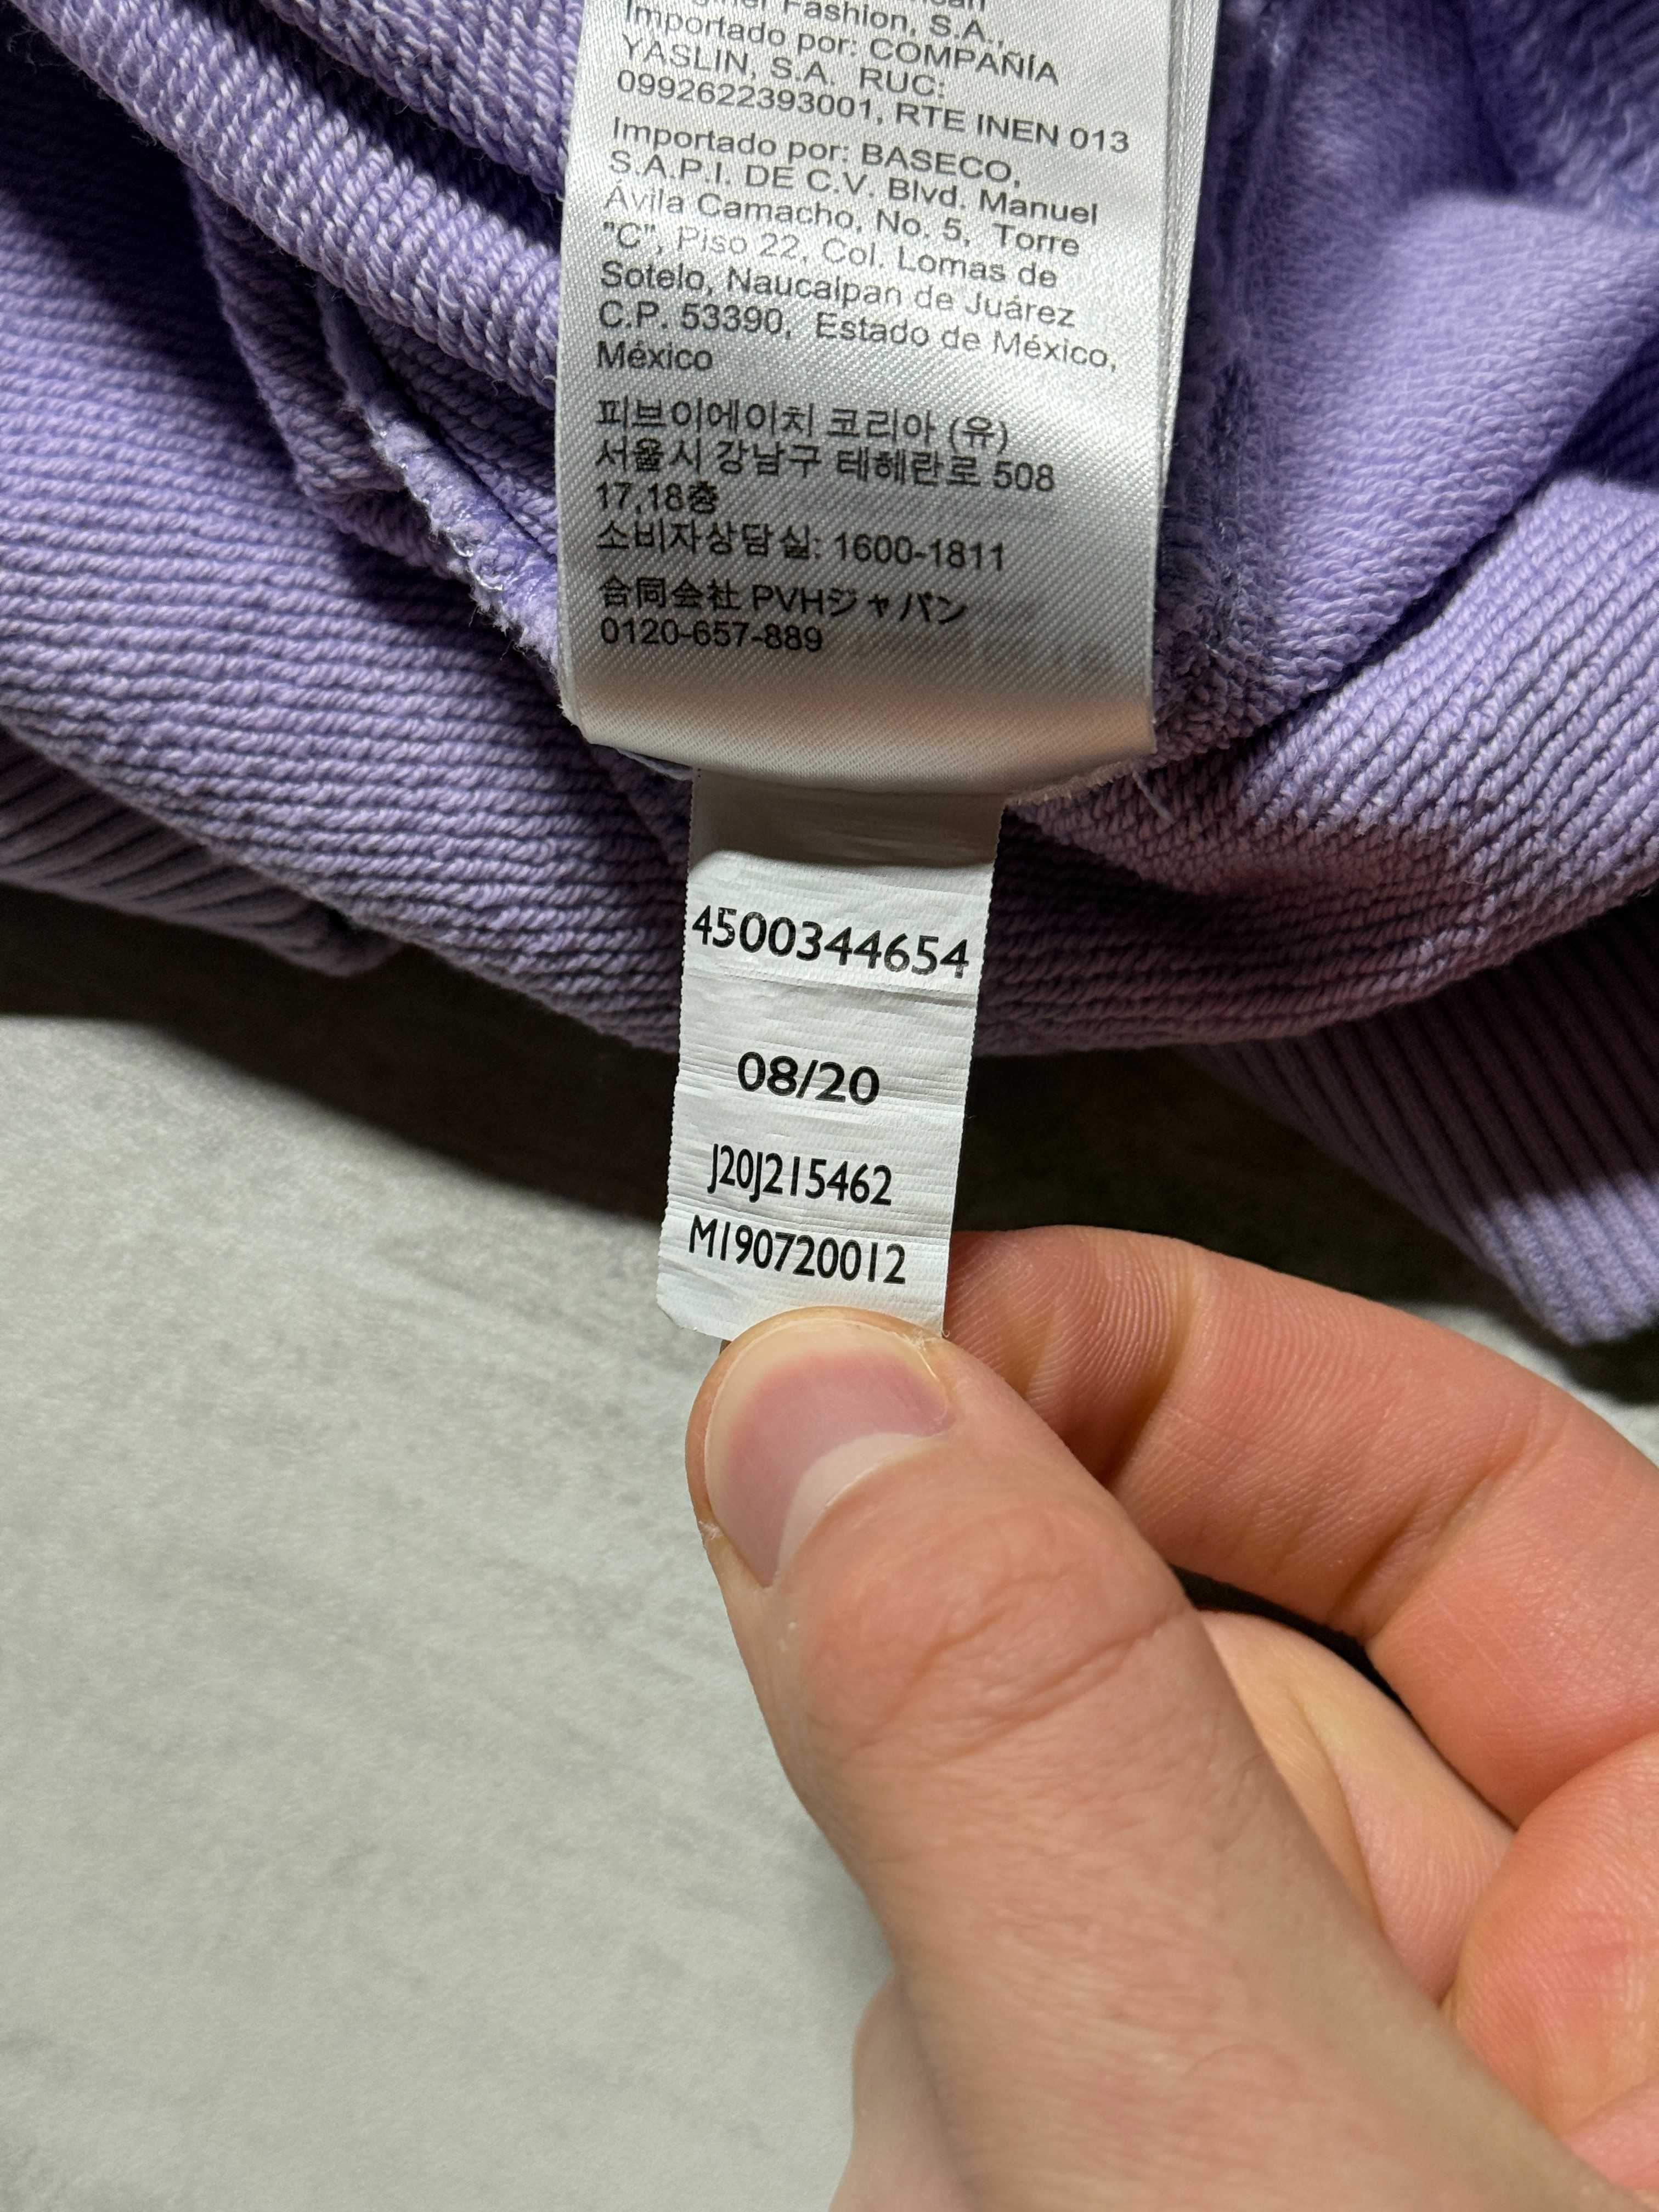 Fashion, S.A.,
Importado por: COMPAÑÍA
YASLIN, S.A. RUC:
0992622393001, RTE INEN 013
Importado por: BASECO,
S.A.P.I. DE C.V. Blvd. Manuel
Ávila Camacho, No. 5, Torre
"C", Piso 22, Col. Lomas de
Sotelo, Naucalpan de Juárez
C.P. 53390, Estado de México,
México
피브이에이치 코리아 (유)
서울시 강남구 테헤란로 508
17,18층
소비자상담실: 1600-1811
合同会社 PVHジャパン
0120-657-889
4500344654
08/20
J20J215462
M190720012